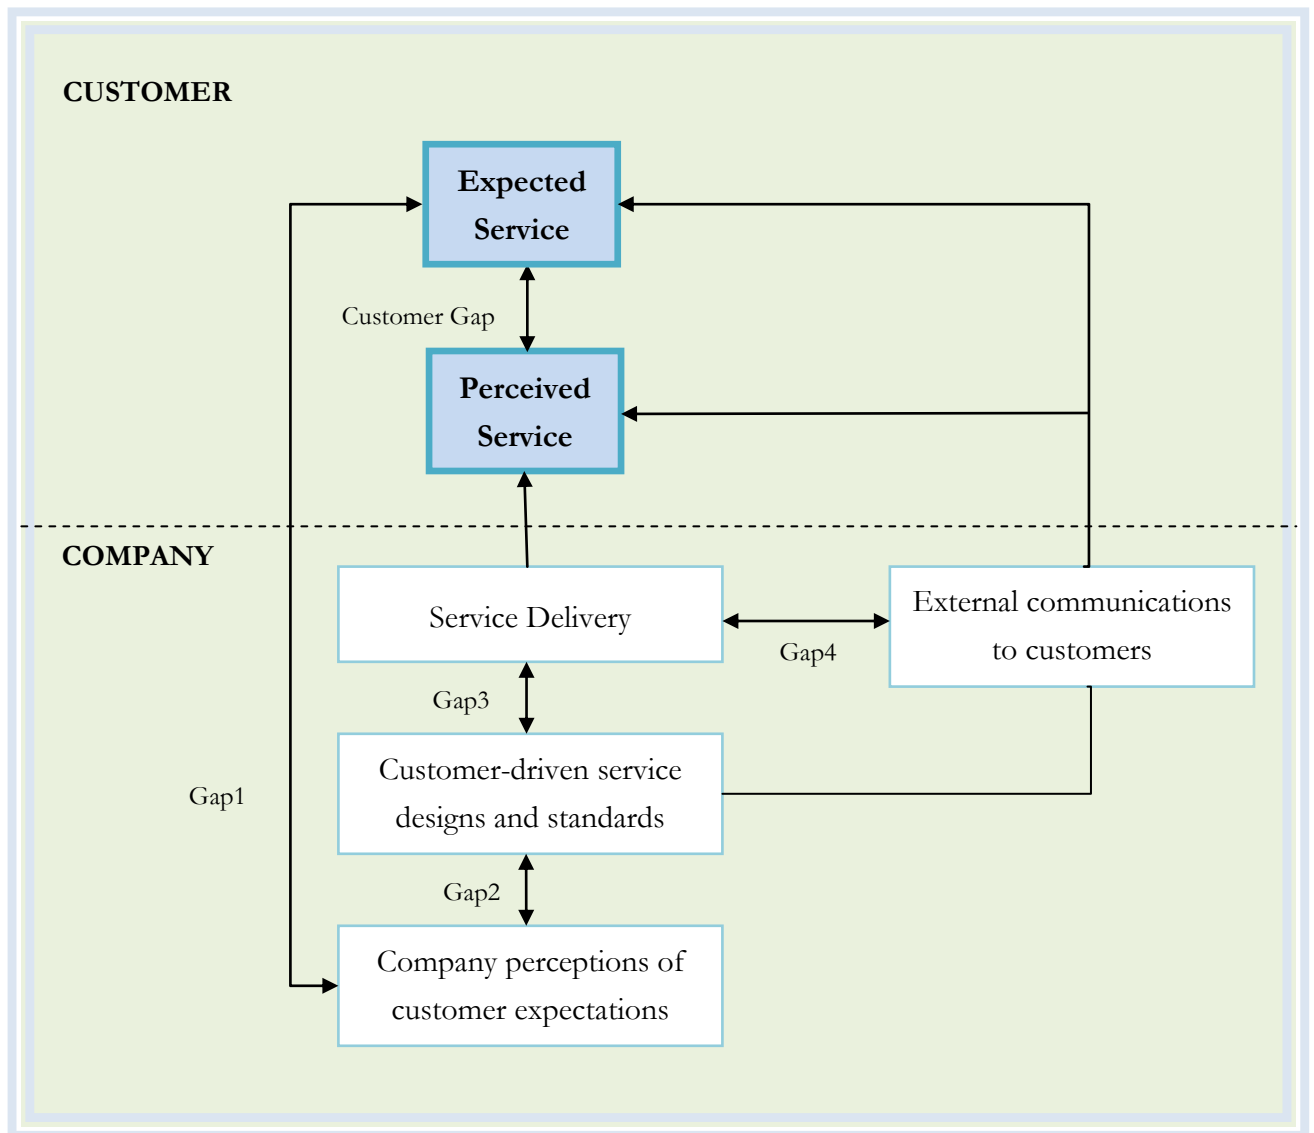 CUSTOMER
Expected
Service
Customer Gap
Perceived
Service
COMPANY
Service Delivery
External communications
to customers
Gap4
Gap3
Customer-driven service
designs and standards
Gap1
Gap2
Company perceptions of
customer expectations